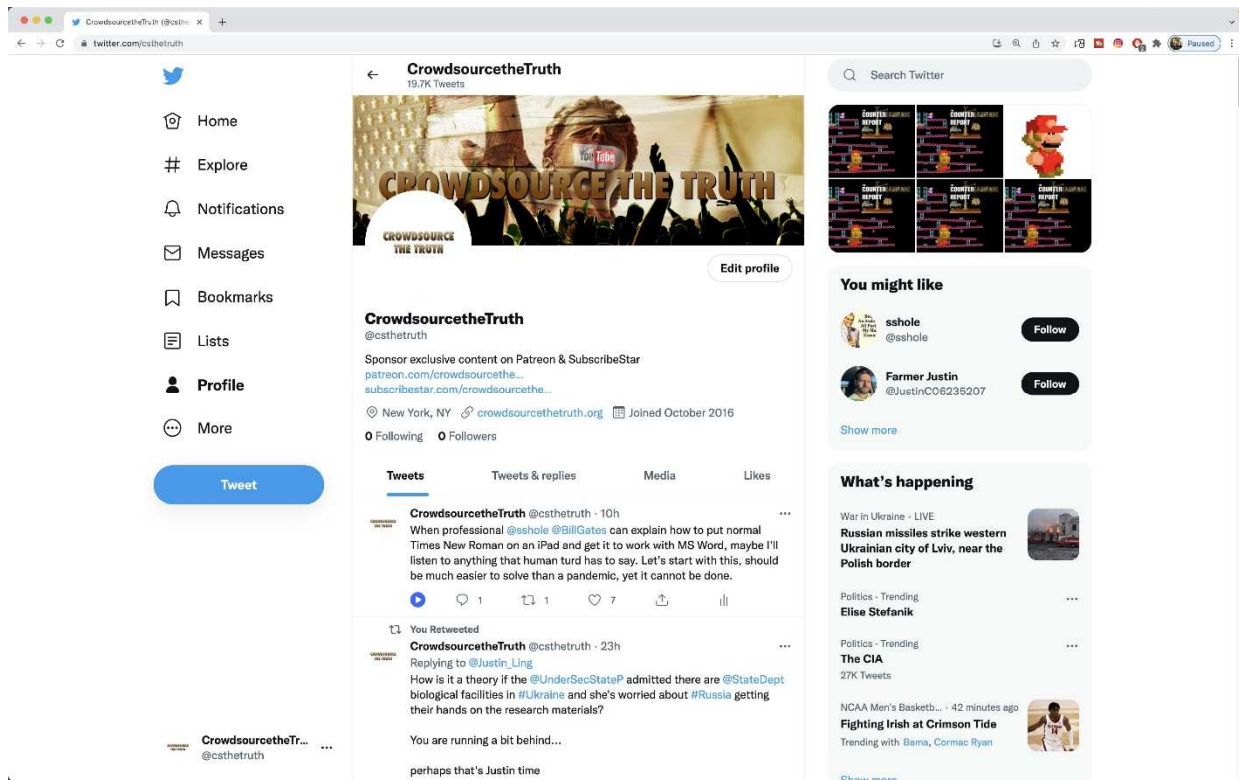 CrowdsourcetheTruth (@csthe
twitter.com/csthetruth
Paused
Home
Explore
Notifications
Messages
Bookmarks
Lists
Profile
More
Tweet
CrowdsourcetheTr...
@csthetruth
CrowdsourcetheTruth
19.7K Tweets
You Tube
CROWDSOURCE THE TRUTH
CROWDSOURCE
THE TRUTH
Edit profile
CrowdsourcetheTruth
@csthetruth
Sponsor exclusive content on Patreon & SubscribeStar
patreon.com/crowdsourcethe...
subscribestar.com/crowdsourcethe...
New York, NY crowdsourcethetruth.org Joined October 2016
0 Following 0 Followers
Tweets Tweets & replies Media Likes
CrowdsourcetheTruth @csthetruth · 10h
When professional @sshole @BillGates can explain how to put normal
Times New Roman on an iPad and get it to work with MS Word, maybe I'll
listen to anything that human turd has to say. Let's start with this, should
be much easier to solve than a pandemic, yet it cannot be done.
1 1 7
You Retweeted
CrowdsourcetheTruth @csthetruth · 23h
Replying to @Justin_Ling
How is it a theory if the @UnderSecStateP admitted there are @StateDept
biological facilities in #Ukraine and she's worried about #Russia getting
their hands on the research materials?
You are running a bit behind...
perhaps that's Justin time
Search Twitter
You might like
sshole
@sshole
Follow
Farmer Justin
@JustinC06235207
Follow
Show more
What's happening
War in Ukraine · LIVE
Russian missiles strike western
Ukrainian city of Lviv, near the
Polish border
Politics · Trending
Elise Stefanik
Politics · Trending
The CIA
27K Tweets
NCAA Men's Basketb... · 42 minutes ago
Fighting Irish at Crimson Tide
Trending with Bama, Cormac Ryan
Show more